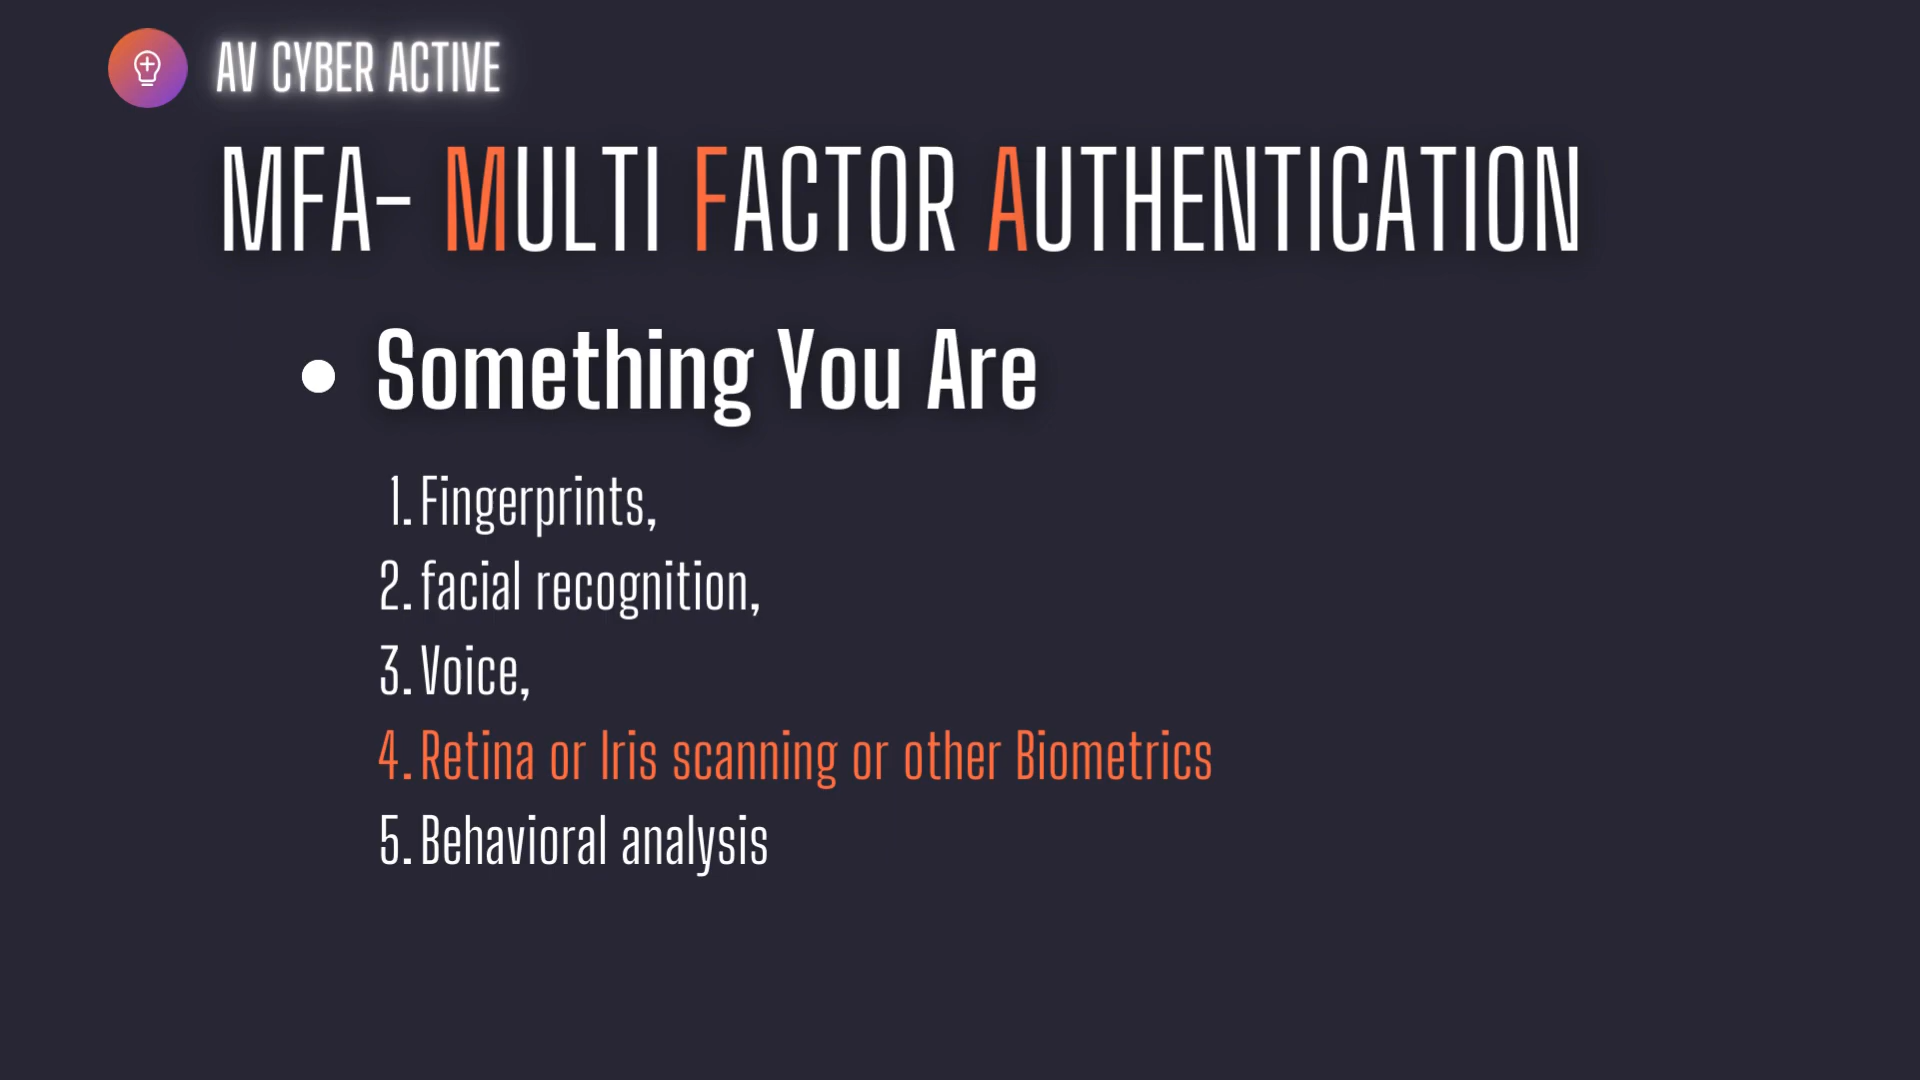 AV CYBER ACTIVE
MFA- MULTI FACTOR AUTHENTICATION
• Something You Are
1. Fingerprints,
2. facial recognition,
3. Voice,
4. Retina or Iris scanning or other Biometrics
5. Behavioral analysis